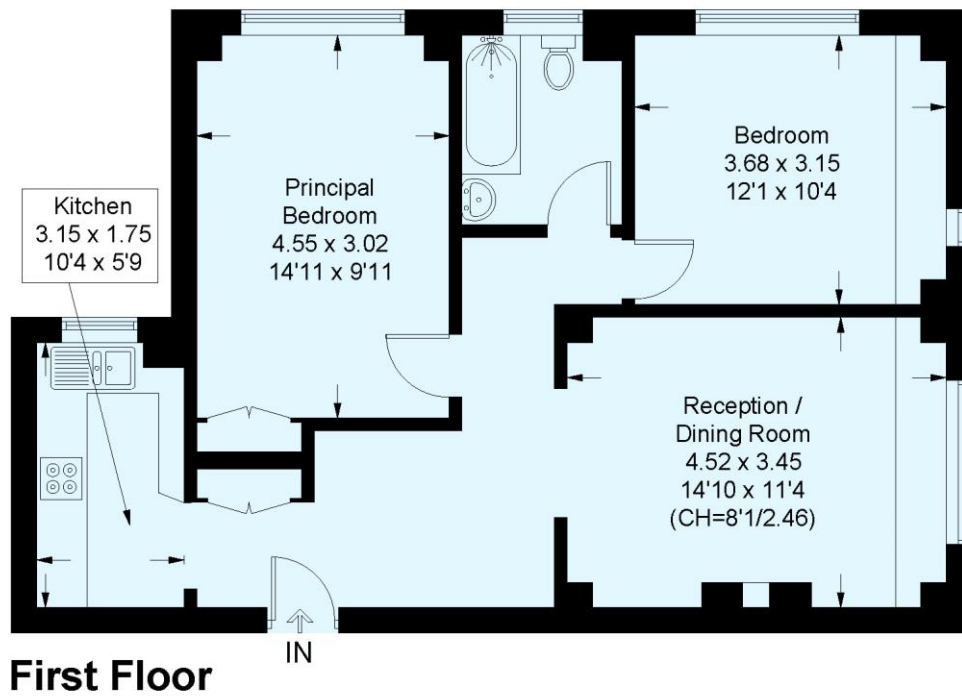 Principal
Bedroom
4.55 x 3.02
14'11 x 9'11
Bedroom
3.68 x 3.15
12'1 x 10'4
Kitchen
3.15 x 1.75
10'4 x 5'9
Reception /
Dining Room
4.52 x 3.45
14'10 x 11'4
(CH=8'1/2.46)
IN
First Floor